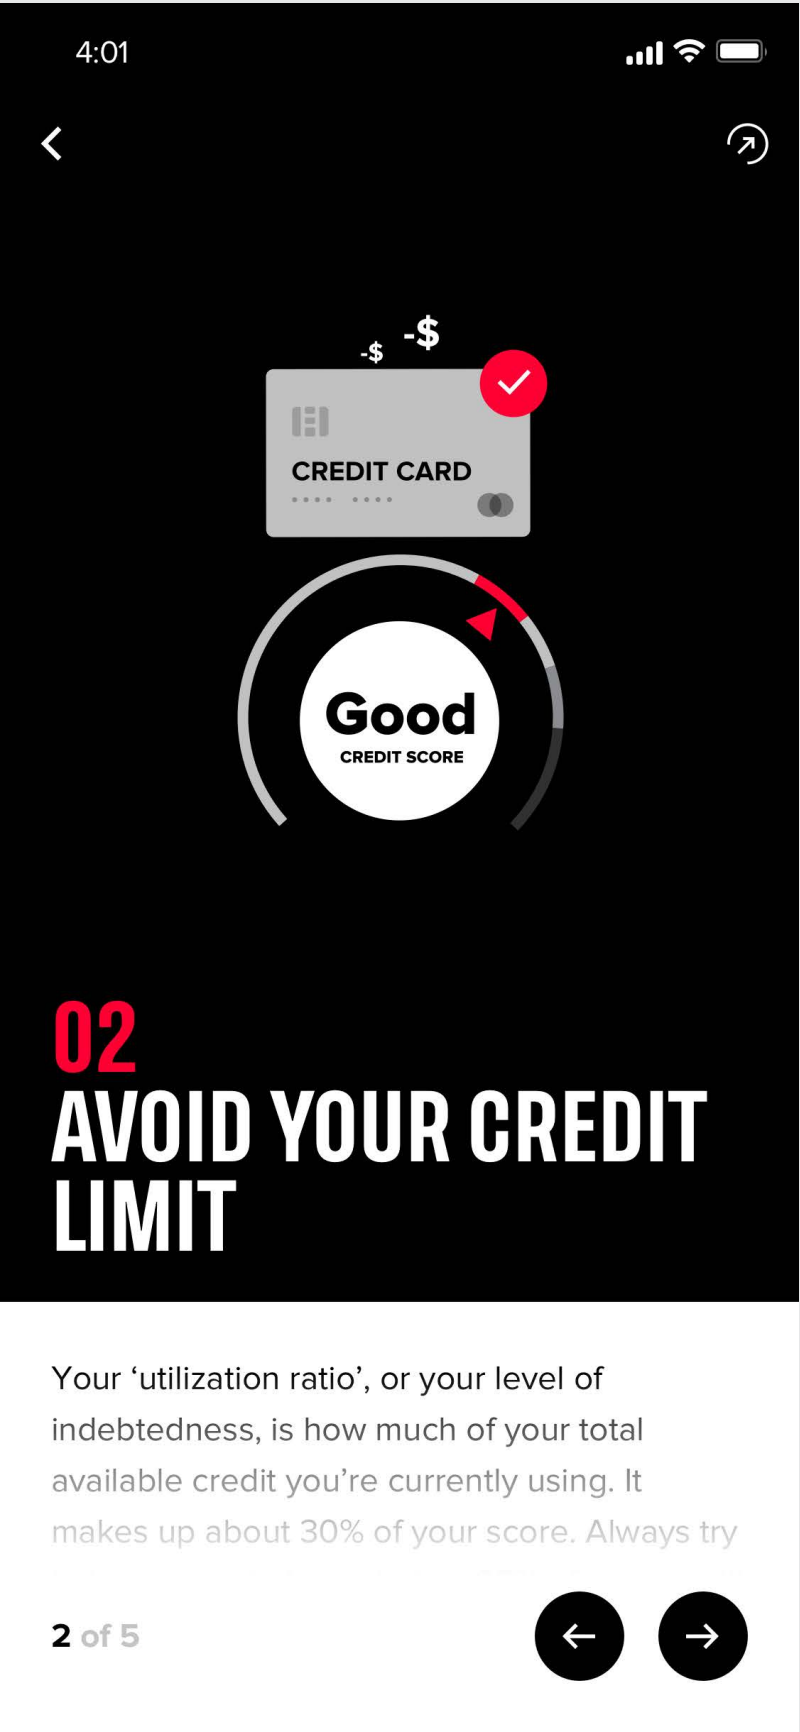 4:01
-$ -$
CREDIT CARD
Good
CREDIT SCORE
02
AVOID YOUR CREDIT
LIMIT
Your ‘utilization ratio’, or your level of
indebtedness, is how much of your total
available credit you’re currently using. It
makes up about 30% of your score. Always try
2 of 5